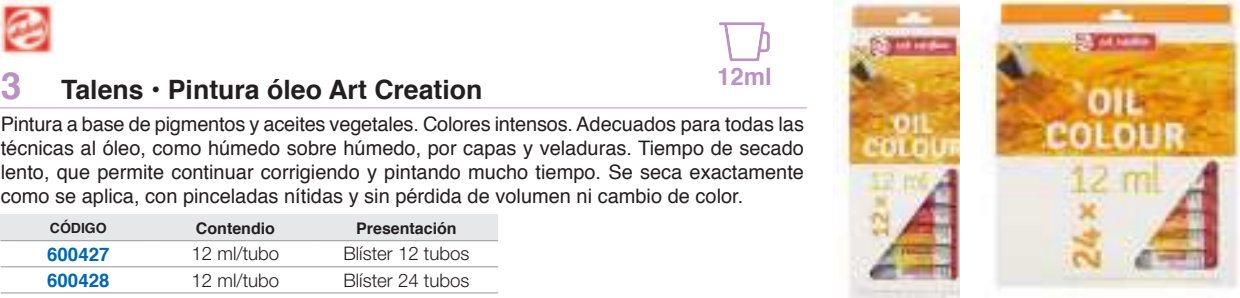 12ml
3 Talens · Pintura óleo Art Creation
Pintura a base de pigmentos y aceites vegetales. Colores intensos. Adecuados para todas las
técnicas al óleo, como húmedo sobre húmedo, por capas y veladuras. Tiempo de secado
lento, que permite continuar corrigiendo y pintando mucho tiempo. Se seca exactamente
como se aplica, con pinceladas nítidas y sin pérdida de volumen ni cambio de color.
CÓDIGO Contendio Presentación
600427 12 ml/tubo Blíster 12 tubos
600428 12 ml/tubo Blíster 24 tubos
OIL
COLOUR
12 ml
12 x
OIL
COLOUR
12 ml
24 x